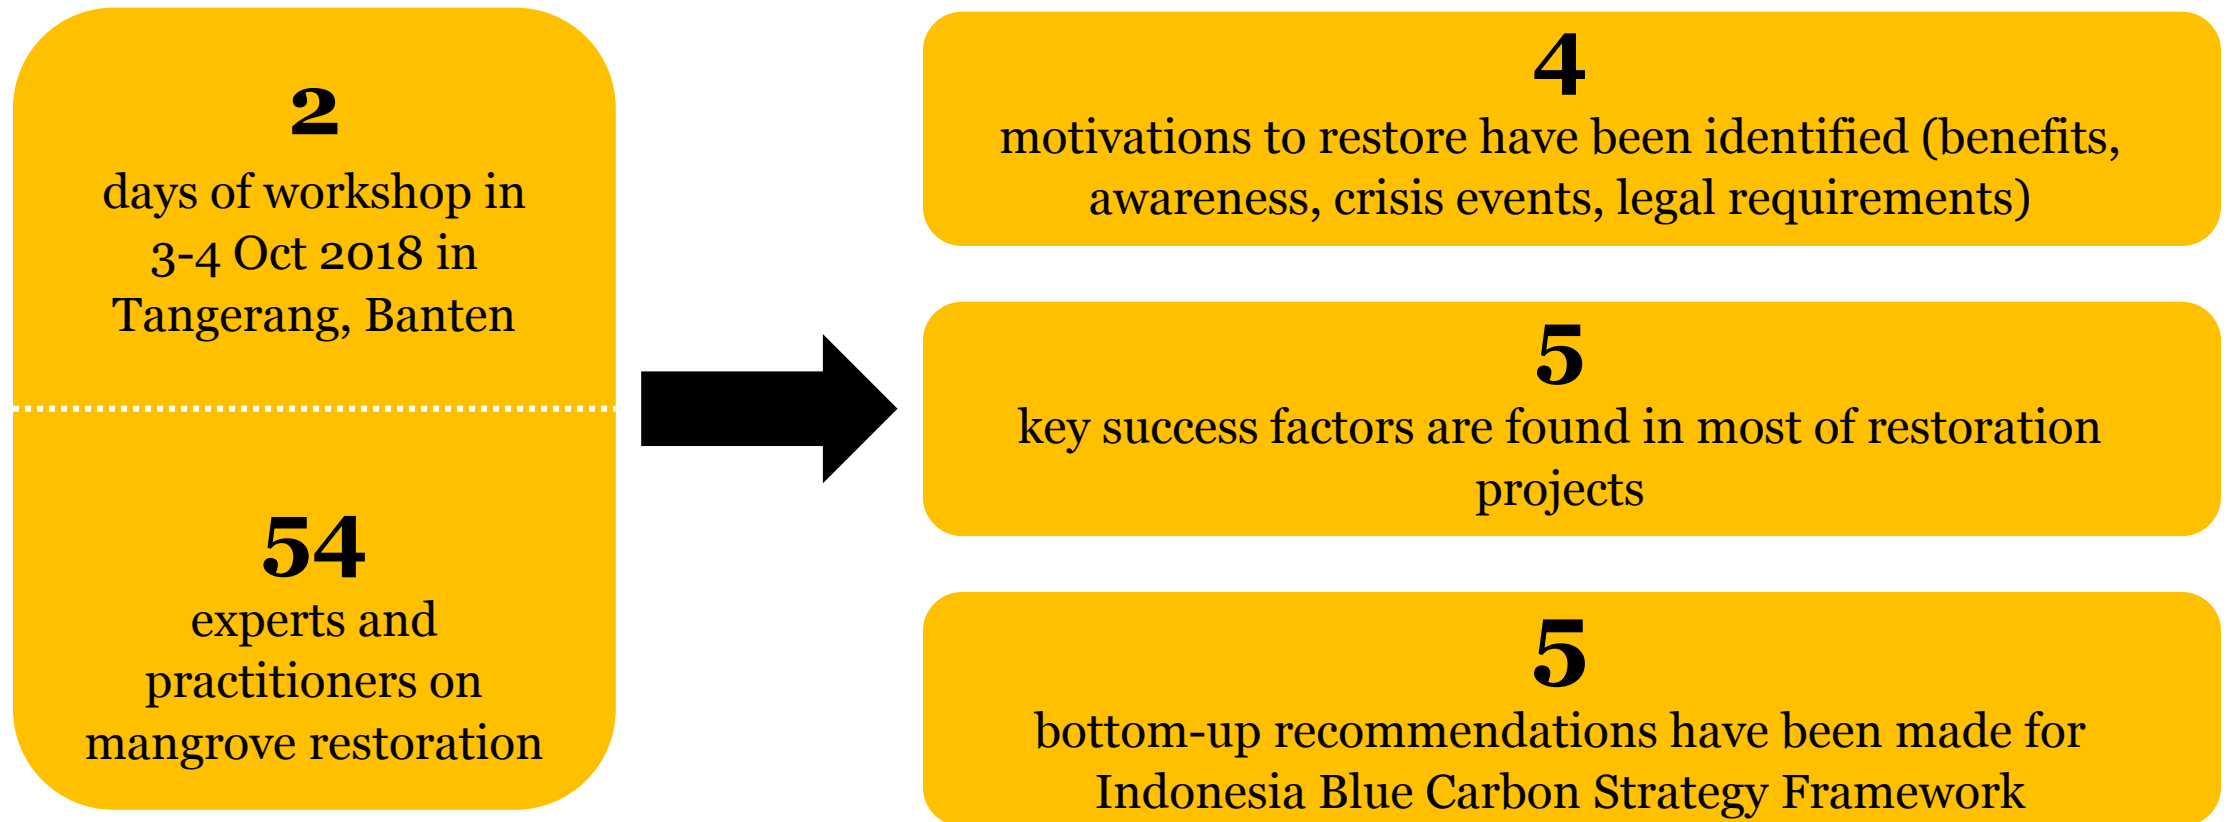 2
days of workshop in
3-4 Oct 2018 in
Tangerang, Banten
54
experts and
practitioners on
mangrove restoration
4
motivations to restore have been identified (benefits,
awareness, crisis events, legal requirements)
5
key success factors are found in most of restoration
projects
5
bottom-up recommendations have been made for
Indonesia Blue Carbon Strategy Framework